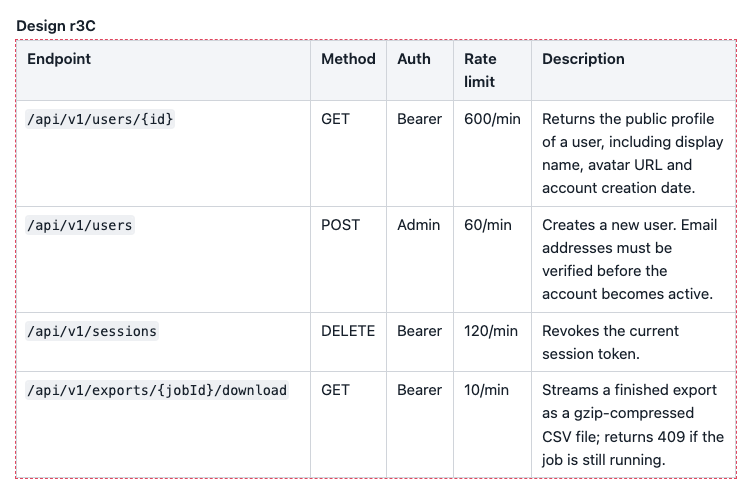 Design r3C
Endpoint Method Auth Rate limit Description
/api/v1/users/{id} GET Bearer 600/min Returns the public profile
of a user, including display
name, avatar URL and
account creation date.
/api/v1/users POST Admin 60/min Creates a new user. Email
addresses must be
verified before the
account becomes active.
/api/v1/sessions DELETE Bearer 120/min Revokes the current
session token.
/api/v1/exports/{jobId}/download GET Bearer 10/min Streams a finished export
as a gzip-compressed
CSV file; returns 409 if the
job is still running.